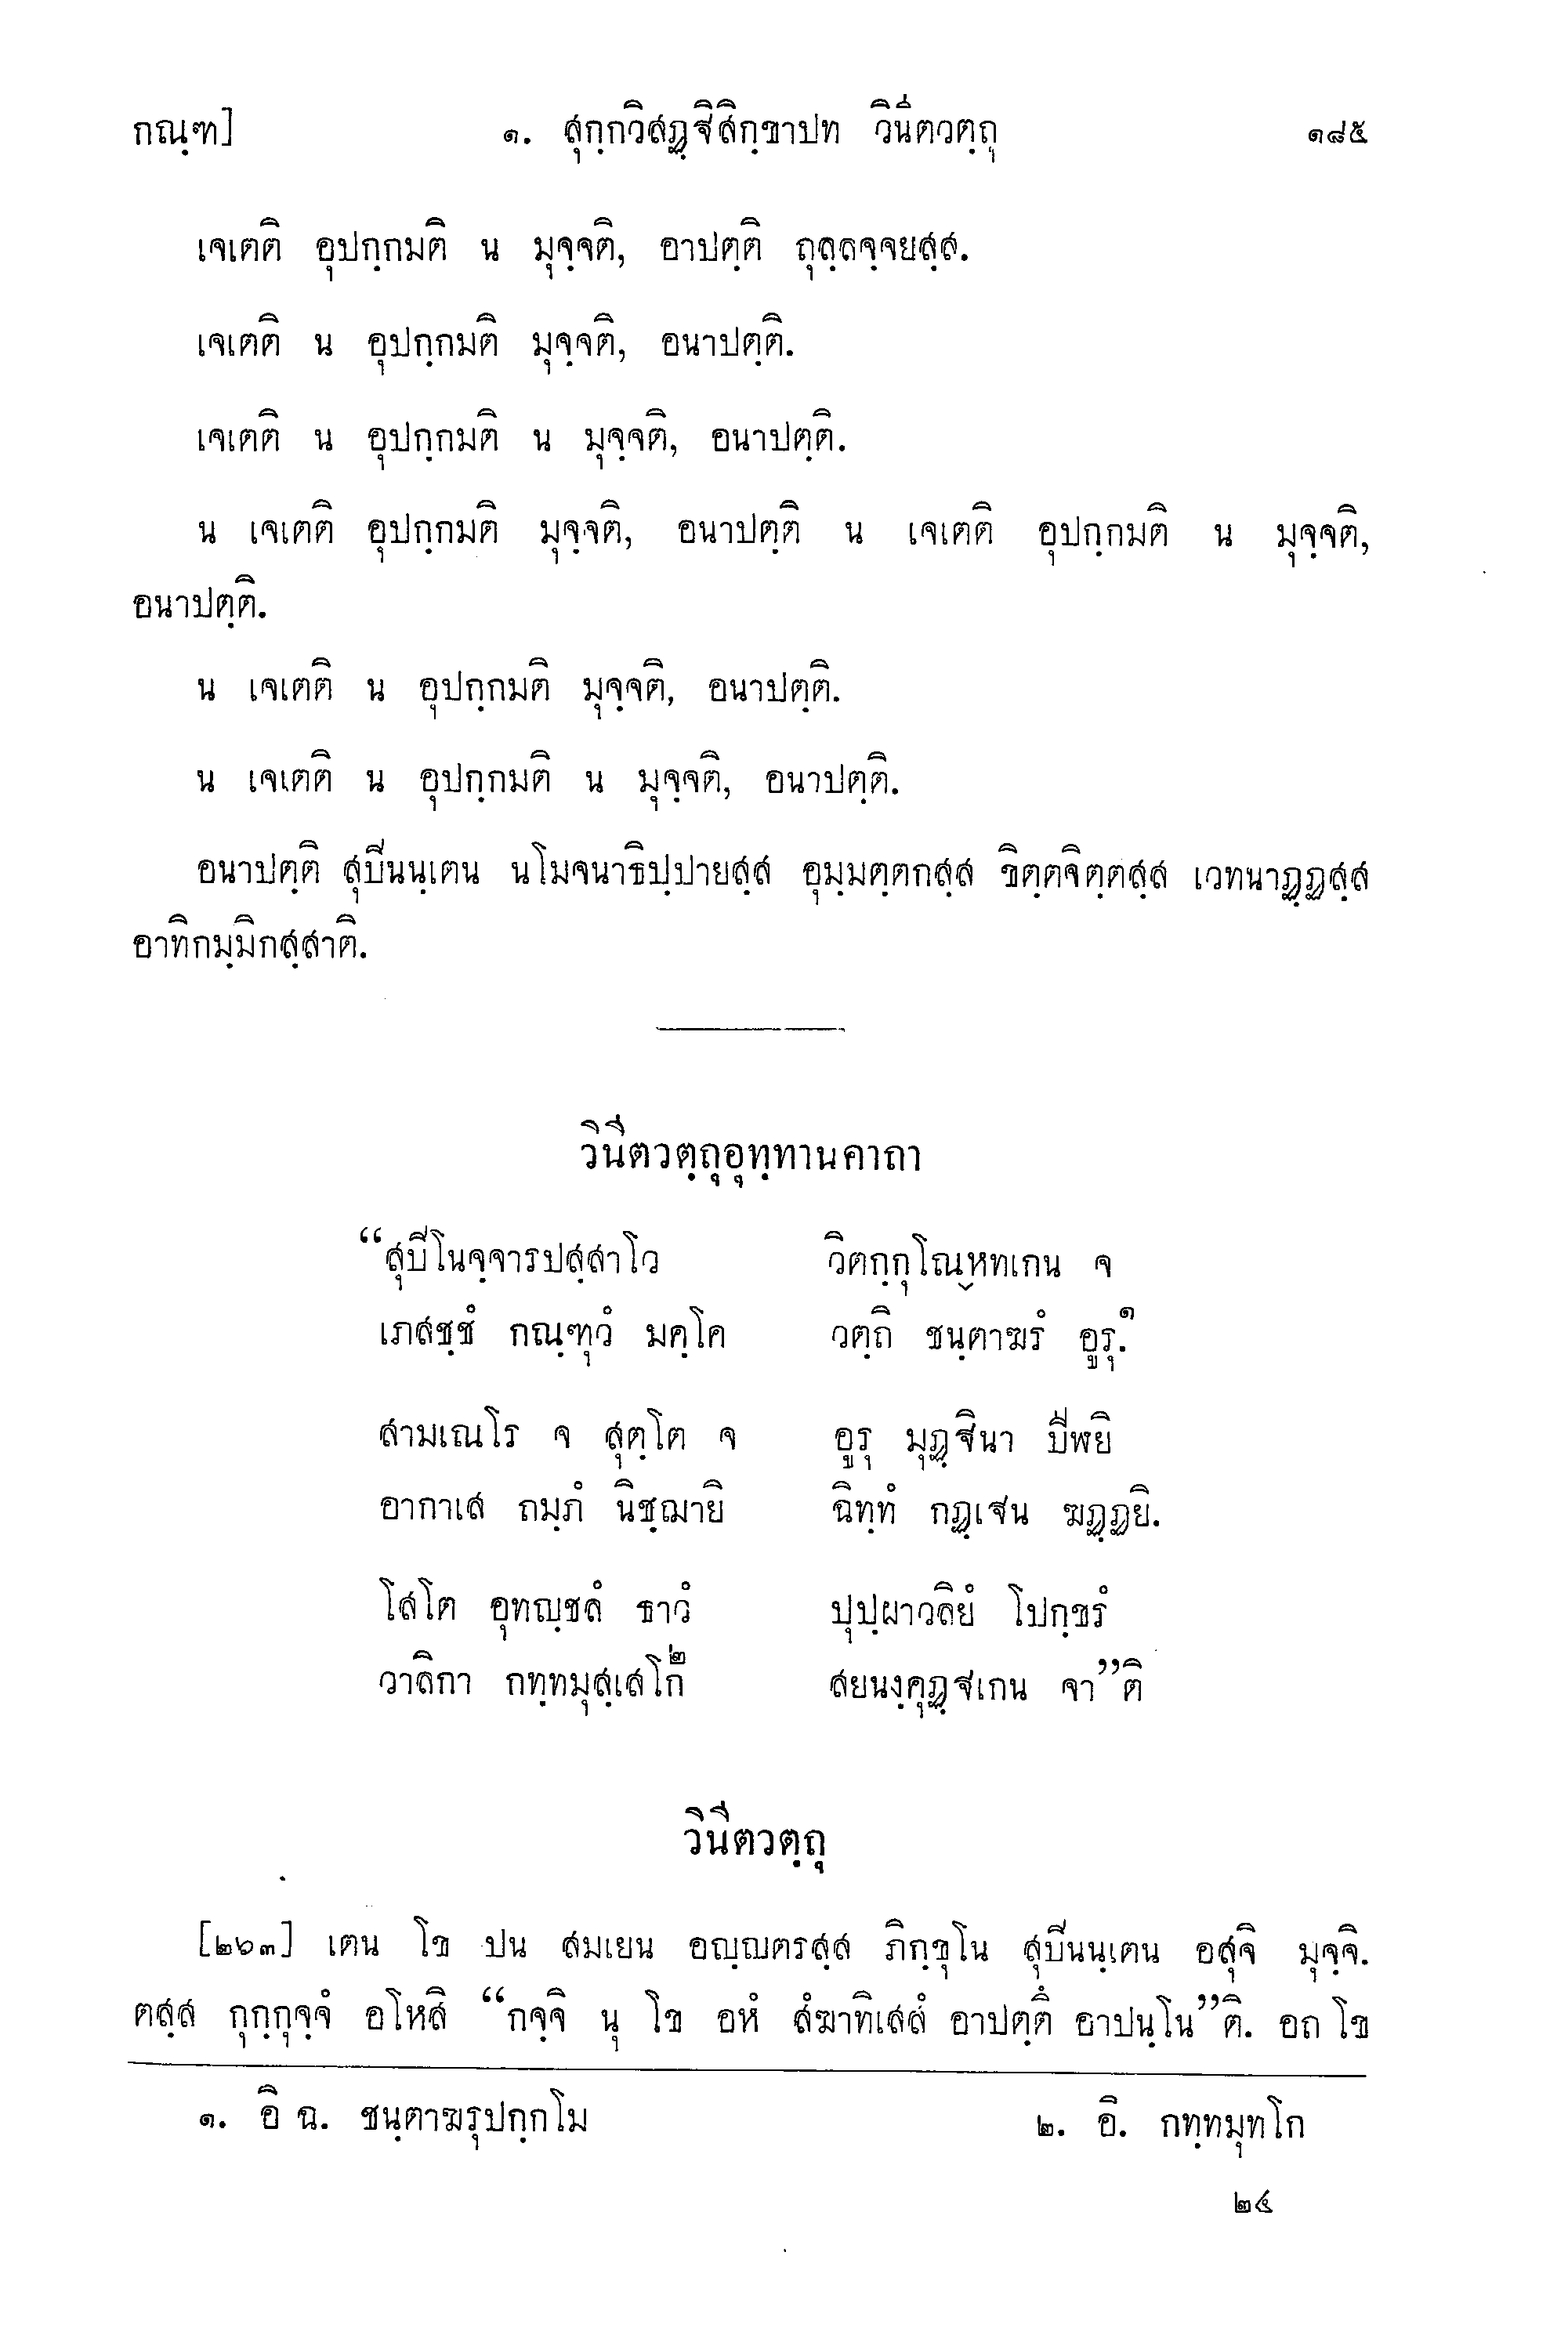 กณฺฑ] ๑. สุกฺกวิสฏฺฐิสิกฺขาปท วินีตวตฺถุ ๑๘๕
เจเตติ อุปกฺกมติ น มุจฺจติ, อาปตฺติ ถุลฺลจฺจยสฺส.
เจเตติ น อุปกฺกมติ มุจฺจติ, อนาปตฺติ.
เจเตติ น อุปกฺกมติ น มุจฺจติ, อนาปตฺติ.
น เจเตติ อุปกฺกมติ มุจฺจติ, อนาปตฺติ น เจเตติ อุปกฺกมติ น มุจฺจติ,
อนาปตฺติ.
น เจเตติ น อุปกฺกมติ มุจฺจติ, อนาปตฺติ.
น เจเตติ น อุปกฺกมติ น มุจฺจติ, อนาปตฺติ.
อนาปตฺติ สุปีนนฺเตน นโมจนาธิปฺปายสฺส อุมฺมตฺตกสฺส ขิตฺตจิตฺตสฺส เวทนาฏฺฏสฺส
อาทิกมฺมิกสฺสาติ.
วินีตวตฺถุอุทฺทานคาถา
“สุปีโนจฺจารปสฺสาโว วิตกฺกุโณฺหทเกน จ
เภสชฺชํ กณฺฑุวํ มคฺโค วตฺถิ ชนฺตาฆรํ อูรุ.๑
สามเณโร จ สุตฺโต จ อูรุ มุฏฺฐินา ปีฬยิ
อากาเส ถมฺภํ นิชฺฌายิ ฉิทฺทํ กฏฺเฐน ฆฏฺฏยิ.
โสโต อุทญฺชลํ ธาวํ ปุปฺผาวลิยํ โปกฺขรํ
วาลิกา กทฺทมุสฺเสโก๒ สยนงฺคุฏฺฐเกน จา”ติ
วินีตวตฺถุ
[๒๖๓] เตน โข ปน สมเยน อญฺญตรสฺส ภิกฺขุโน สุปีนนฺเตน อสุจิ มุจฺจิ.
ตสฺส กุกฺกุจฺจํ อโหสิ “กจฺจิ นุ โข อหํ สํฆาทิเสสํ อาปตฺตึ อาปนฺโน”ติ. อถ โข
๑. อิ ฉ. ชนฺตาฆรุปกฺกโม ๒. อิ. กทฺทมุทโก
๒๔